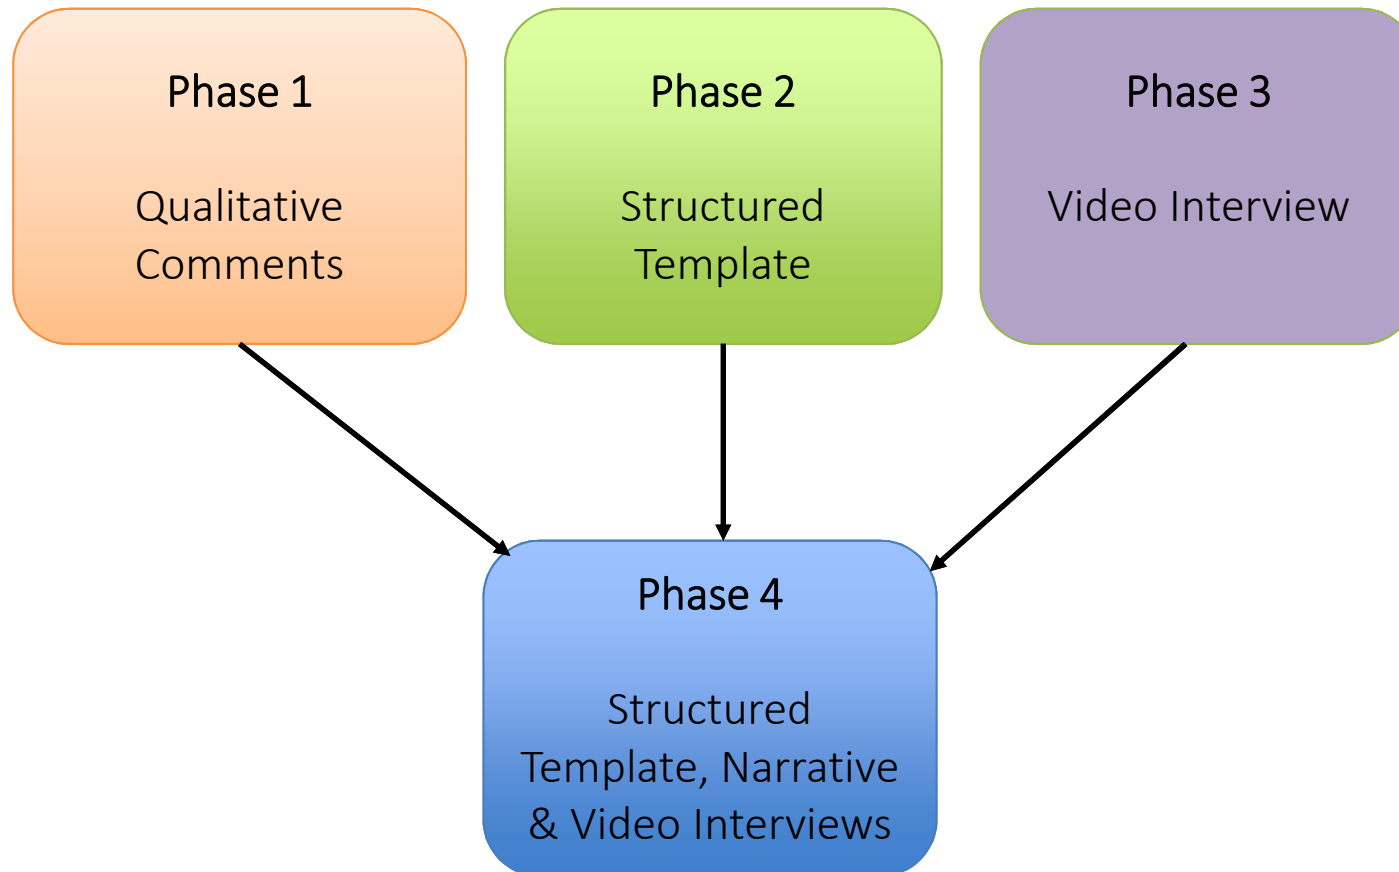 Phase 1
Qualitative
Comments
Phase 2
Structured
Template
Phase 3
Video Interview
Phase 4
Structured
Template, Narrative
& Video Interviews